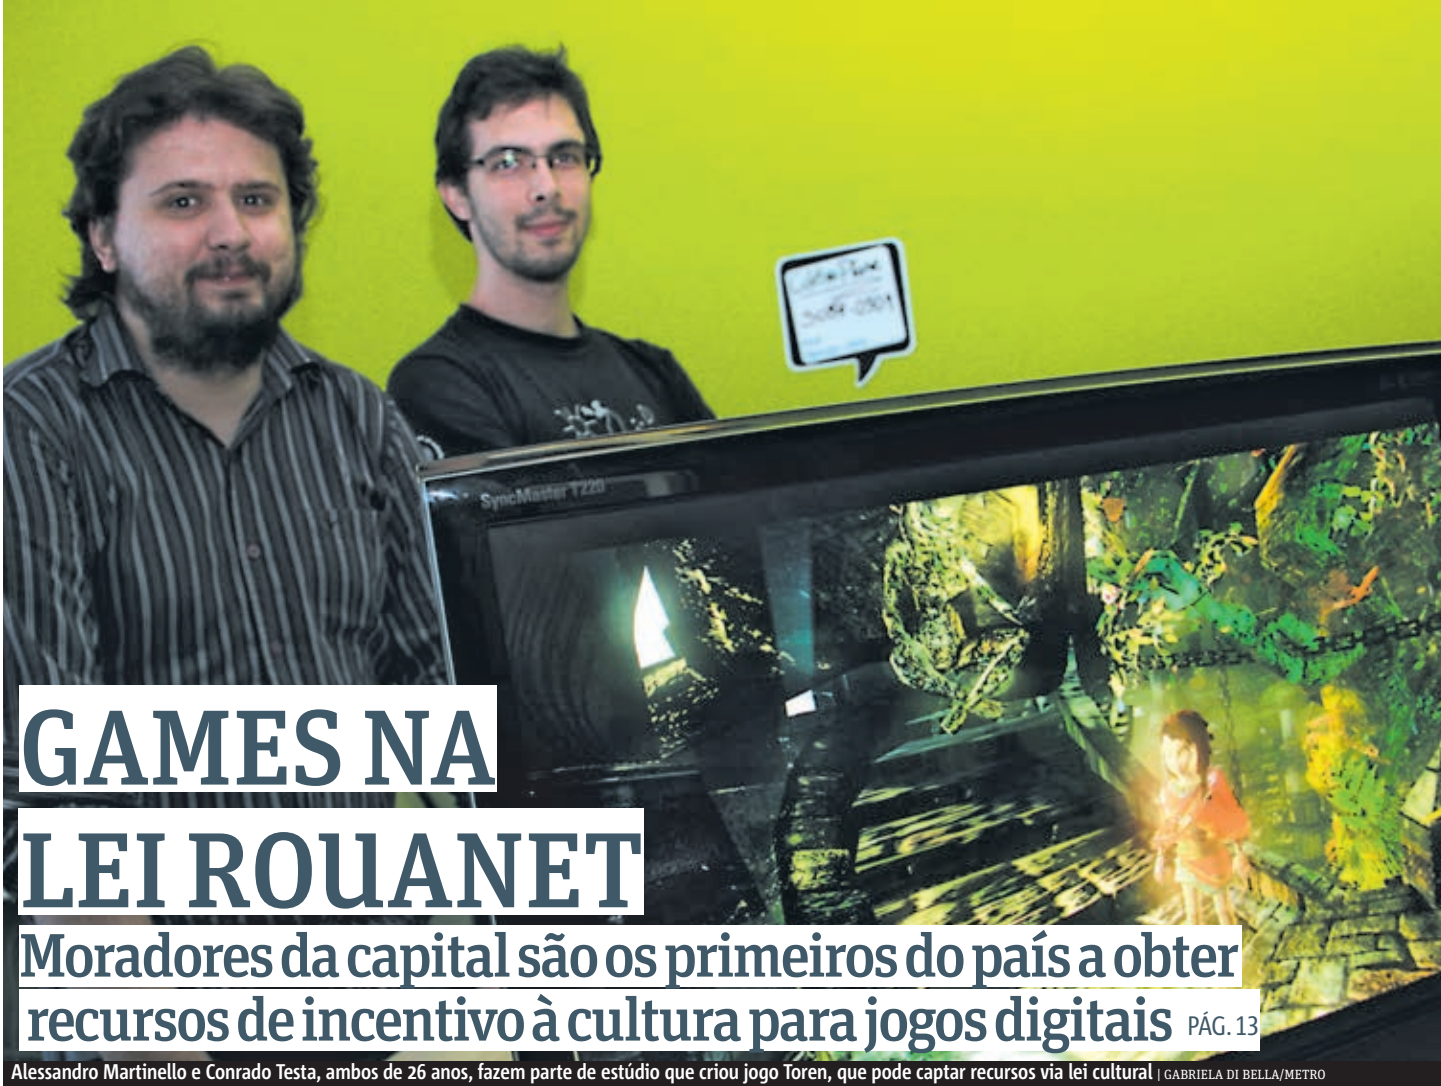 SyncMaster T220
GAMES NA
LEI ROUANET
Moradores da capital são os primeiros do país a obter
recursos de incentivo à cultura para jogos digitais PÁG. 13
Alessandro Martinello e Conrado Testa, ambos de 26 anos, fazem parte de estúdio que criou jogo Toren, que pode captar recursos via lei cultural | GABRIELA DI BELLA/METRO